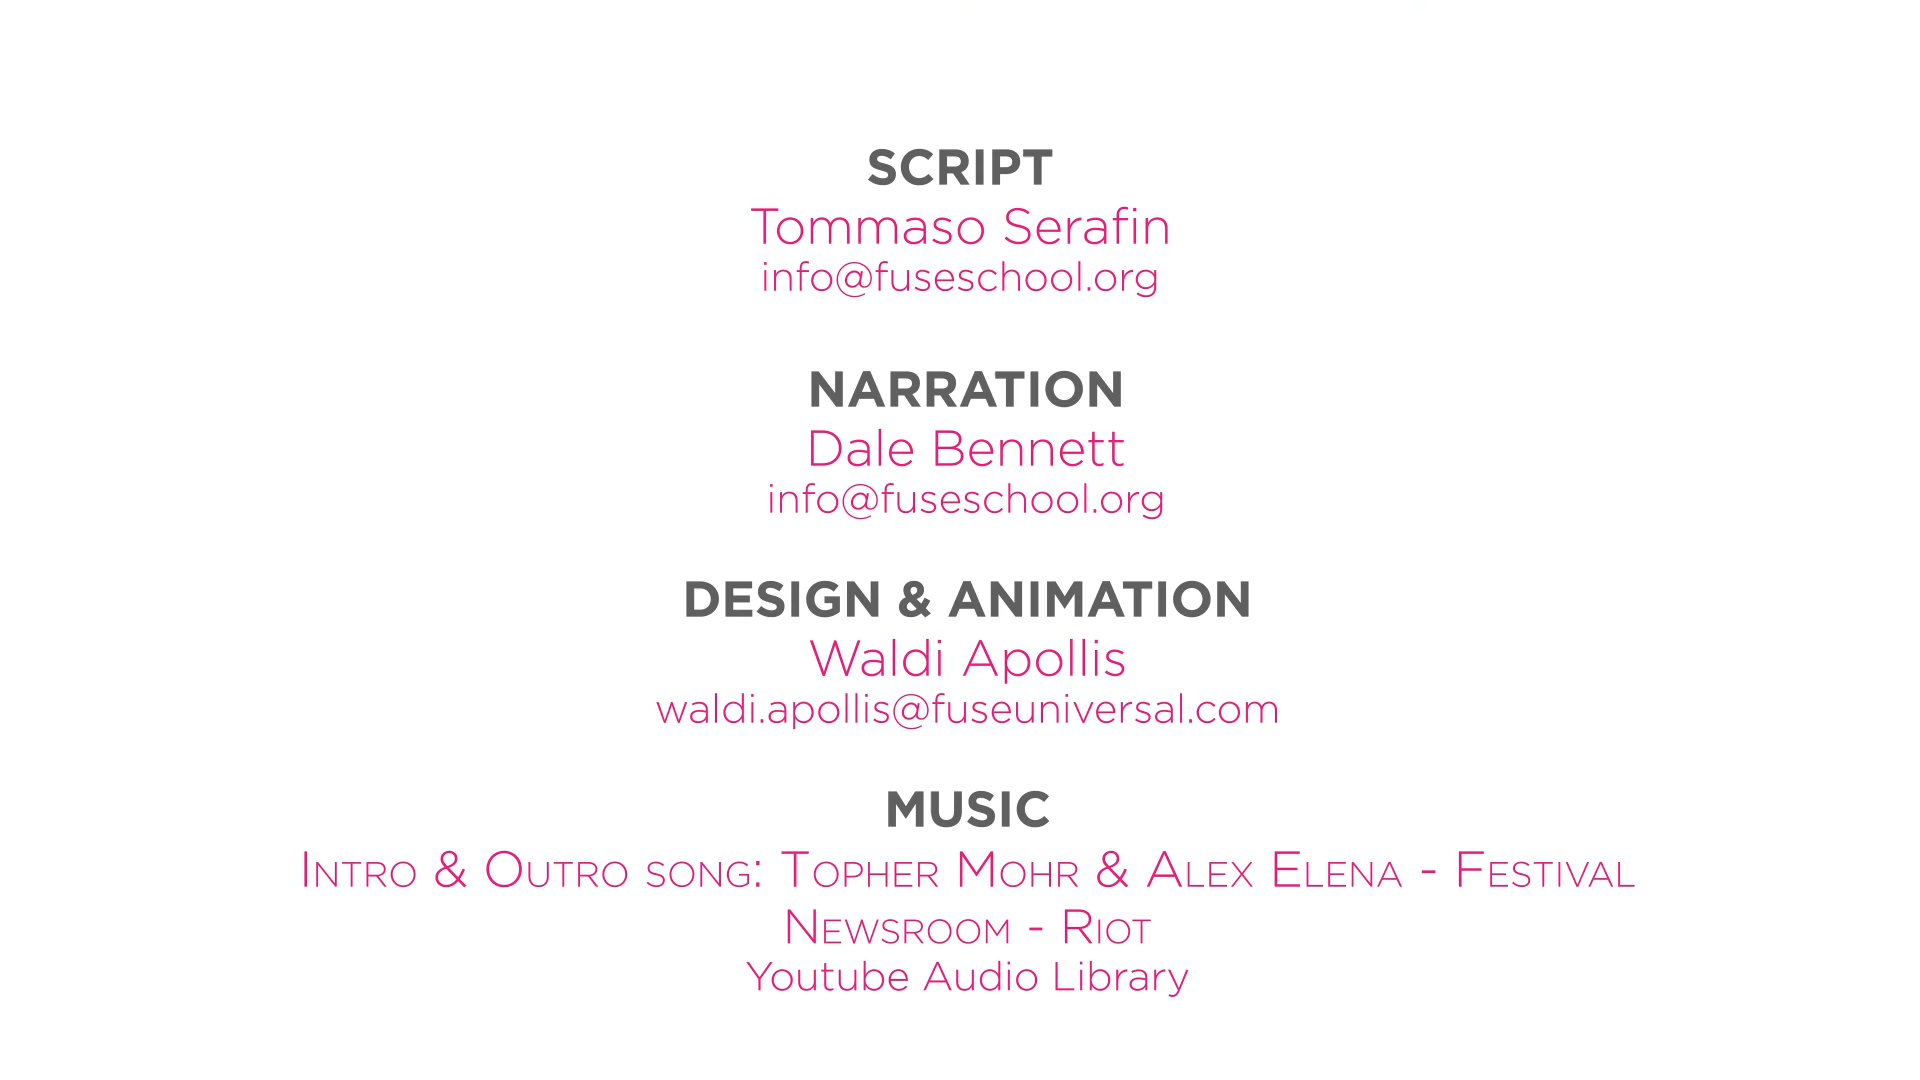 SCRIPT
Tommaso Serafin
info@fuseschool.org
NARRATION
Dale Bennett
info@fuseschool.org
DESIGN & ANIMATION
Waldi Apollis
waldi.apollis@fuseuniversal.com
MUSIC
Intro & Outro song: Topher Mohr & Alex Elena - Festival
Newsroom - Riot
Youtube Audio Library